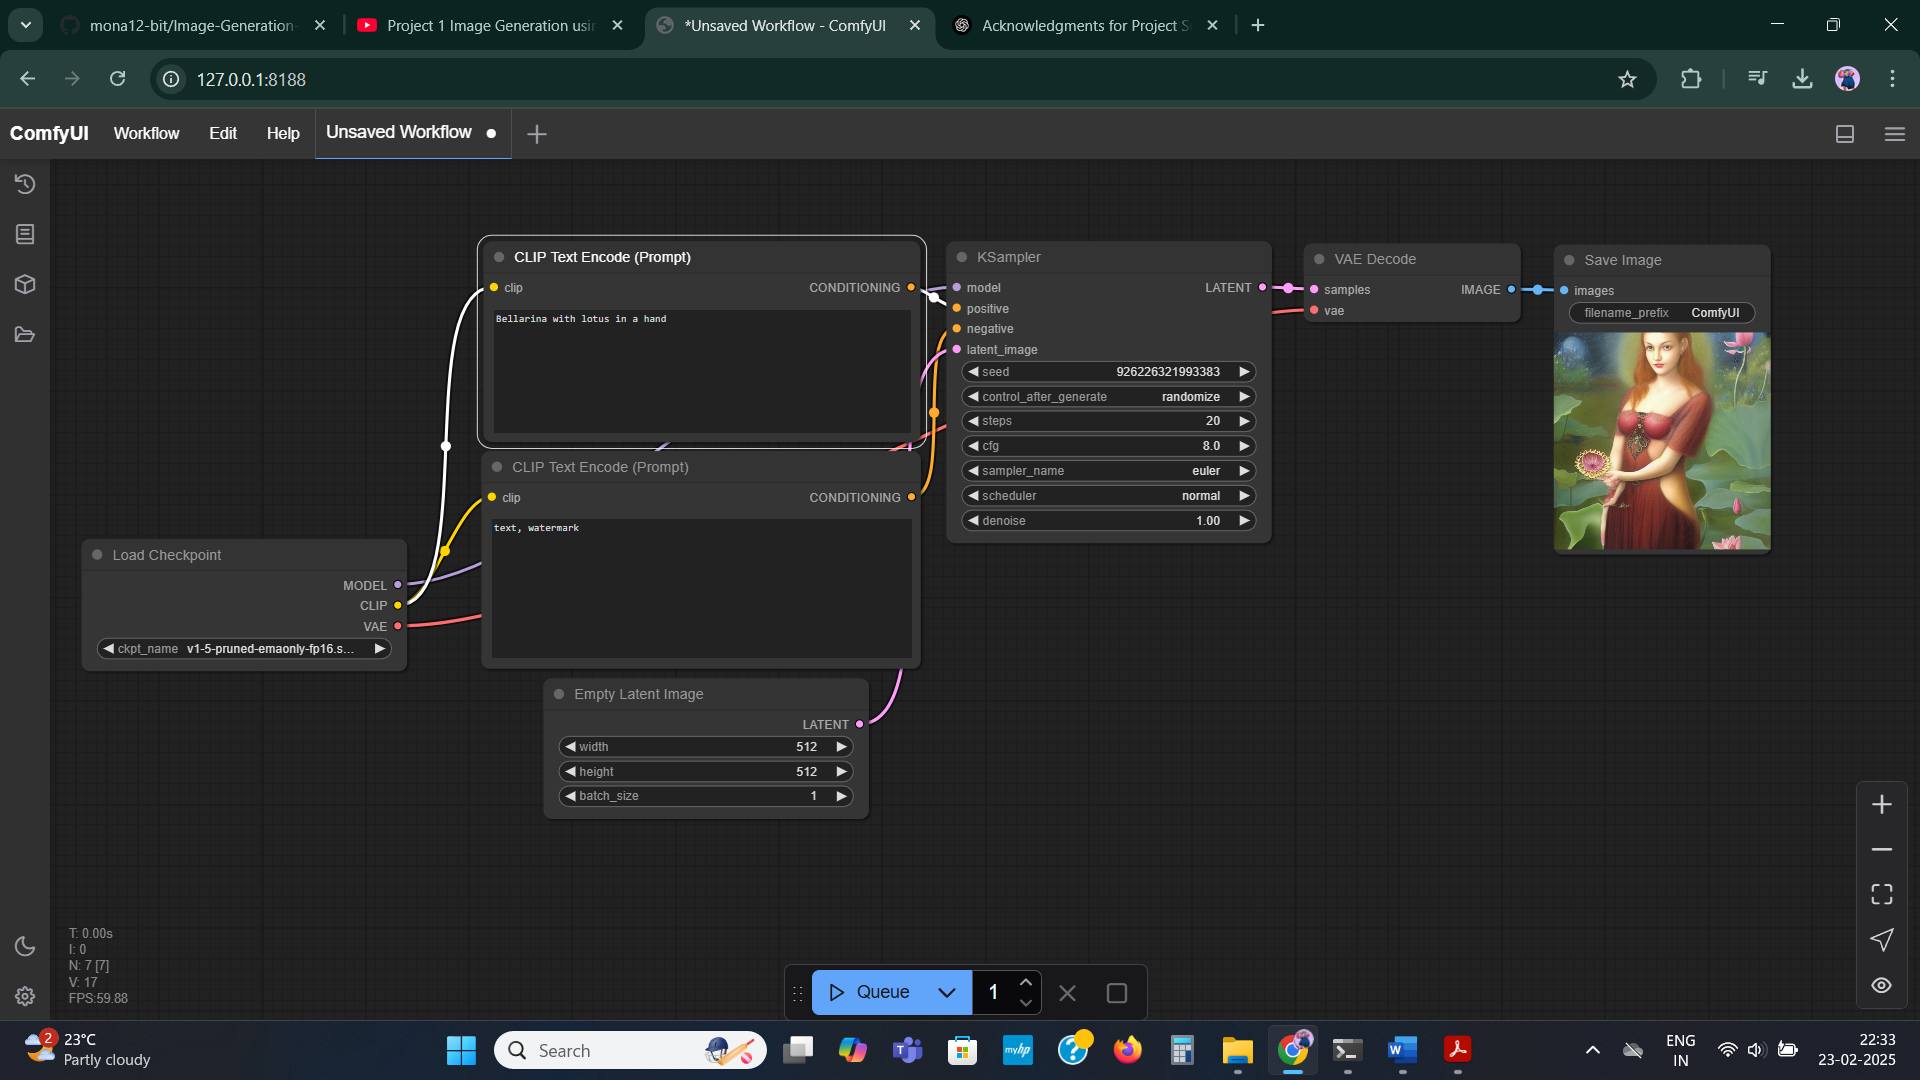 mona12-bit/Image-Generation-
Project 1 Image Generation usin
*Unsaved Workflow - ComfyUI
Acknowledgments for Project S
127.0.0.1:8188
ComfyUI
Workflow
Edit
Help
Unsaved Workflow
CLIP Text Encode (Prompt)
clip
CONDITIONING
Bellarina with lotus in a hand
CLIP Text Encode (Prompt)
clip
CONDITIONING
text, watermark
Load Checkpoint
MODEL
CLIP
VAE
ckpt_name v1-5-pruned-emaonly-fp16.s...
Empty Latent Image
LATENT
width 512
height 512
batch_size 1
KSampler
model
LATENT
positive
negative
latent_image
seed 926226321993383
control_after_generate randomize
steps 20
cfg 8.0
sampler_name euler
scheduler normal
denoise 1.00
VAE Decode
samples
IMAGE
vae
Save Image
images
filename_prefix ComfyUI
T: 0.00s
I: 0
N: 7 [7]
V: 17
FPS:59.88
Queue
1
2
23°C
Partly cloudy
Search
myhp
ENG
IN
22:33
23-02-2025